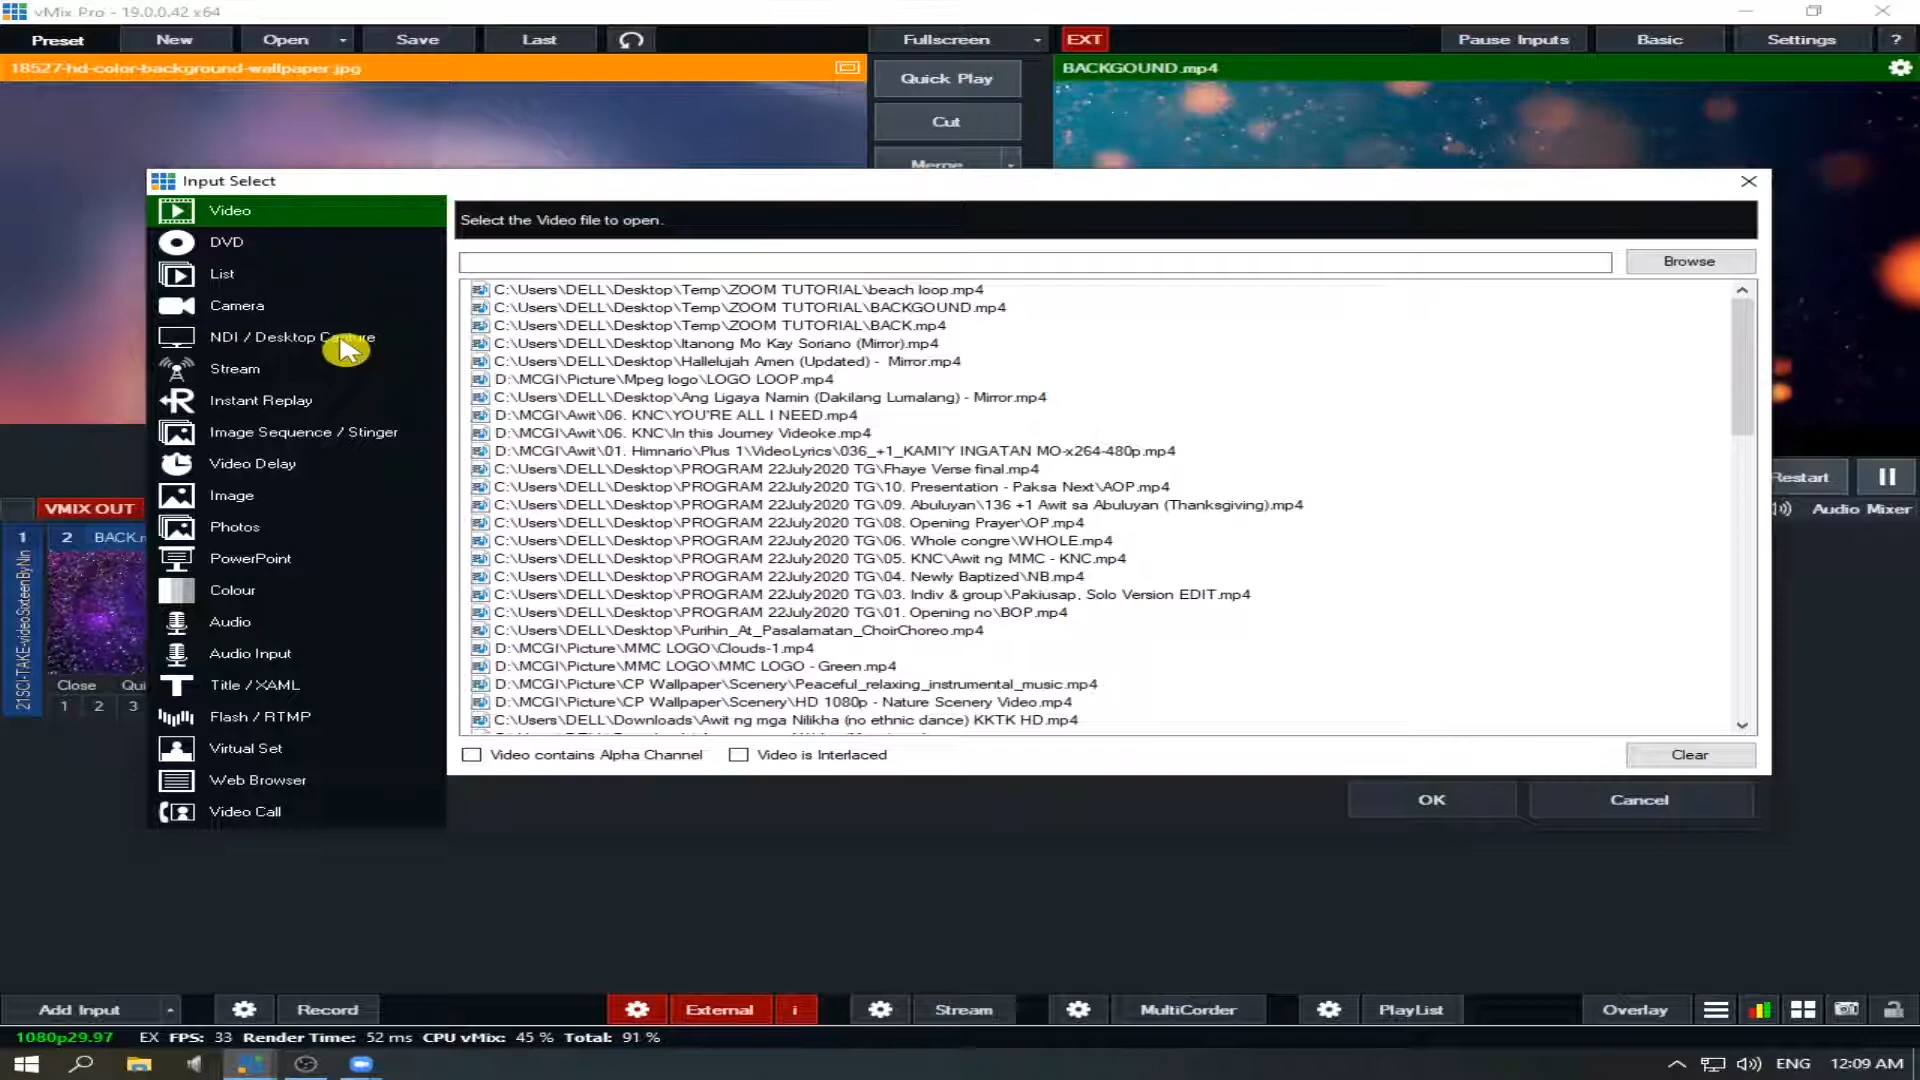 vMix Pro - 19.0.0.42 x64
Preset New Open Save Last Fullscreen EXT Pause Inputs Basic Settings ?
18527-hd-color-background-wallpaper.jpg
Quick Play
BACKGOUND.mp4
Cut
Merge
Input Select
Video
DVD
List
Camera
NDI / Desktop Capture
Stream
Instant Replay
Image Sequence / Stinger
Video Delay
Image
Photos
PowerPoint
Colour
Audio
Audio Input
Title / XAML
Flash / RTMP
Virtual Set
Web Browser
Video Call
Select the Video file to open.
Browse
C:\Users\DELL\Desktop\Temp\ZOOM TUTORIAL\beach loop.mp4
C:\Users\DELL\Desktop\Temp\ZOOM TUTORIAL\BACKGOUND.mp4
C:\Users\DELL\Desktop\Temp\ZOOM TUTORIAL\BACK.mp4
C:\Users\DELL\Desktop\Itanong Mo Kay Soriano (Mirror).mp4
C:\Users\DELL\Desktop\Hallelujah Amen (Updated) - Mirror.mp4
D:\MCGI\Picture\Mpeg logo\LOGO LOOP.mp4
C:\Users\DELL\Desktop\Ang Ligaya Namin (Dakilang Lumalang) - Mirror.mp4
D:\MCGI\Awit\06. KNC\YOU'RE ALL I NEED.mp4
D:\MCGI\Awit\06. KNC\In this Journey Videoke.mp4
D:\MCGI\Awit\01. Himnario\Plus 1\VideoLyrics\036_+1_KAMI'Y INGATAN MO-x264-480p.mp4
C:\Users\DELL\Desktop\PROGRAM 22July2020 TG\Phaye Verse final.mp4
C:\Users\DELL\Desktop\PROGRAM 22July2020 TG\10. Presentation - Paksa Next\AOP.mp4
C:\Users\DELL\Desktop\PROGRAM 22July2020 TG\09. Abuluyan\136 +1 Awit sa Abuluyan (Thanksgiving).mp4
C:\Users\DELL\Desktop\PROGRAM 22July2020 TG\08. Opening Prayer\OP.mp4
C:\Users\DELL\Desktop\PROGRAM 22July2020 TG\06. Whole congre\WHOLE.mp4
C:\Users\DELL\Desktop\PROGRAM 22July2020 TG\05. KNC\Awit ng MMC - KNC.mp4
C:\Users\DELL\Desktop\PROGRAM 22July2020 TG\04. Newly Baptized\NB.mp4
C:\Users\DELL\Desktop\PROGRAM 22July2020 TG\03. Indiv & group\Pakiusap, Solo Version EDIT.mp4
C:\Users\DELL\Desktop\PROGRAM 22July2020 TG\01. Opening no\BOP.mp4
C:\Users\DELL\Desktop\Purihin_At_Pasalamatan_ChoirChoreo.mp4
D:\MCGI\Picture\MMC LOGO\Clouds-1.mp4
D:\MCGI\Picture\MMC LOGO\MMC LOGO - Green.mp4
D:\MCGI\Picture\CP Wallpaper\Scenery\Peaceful_relaxing_instrumental_music.mp4
D:\MCGI\Picture\CP Wallpaper\Scenery\HD 1080p - Nature Scenery Video.mp4
C:\Users\DELL\Downloads\Awit ng mga Nilikha (no ethnic dance) KKTK HD.mp4
Video contains Alpha Channel Video is Interlaced Clear
OK Cancel
Restart
VMIX OUT
Audio Mixer
1 2 BACK.m
21SCI-TAKE-videoSixteenByNin
Close Qui
1 2 3
Add Input Record External i Stream MultiCorder PlayList Overlay
1080p29.97 EX FPS: 33 Render Time: 52 ms CPU vMix: 45 % Total: 91 %
ENG 12:09 AM